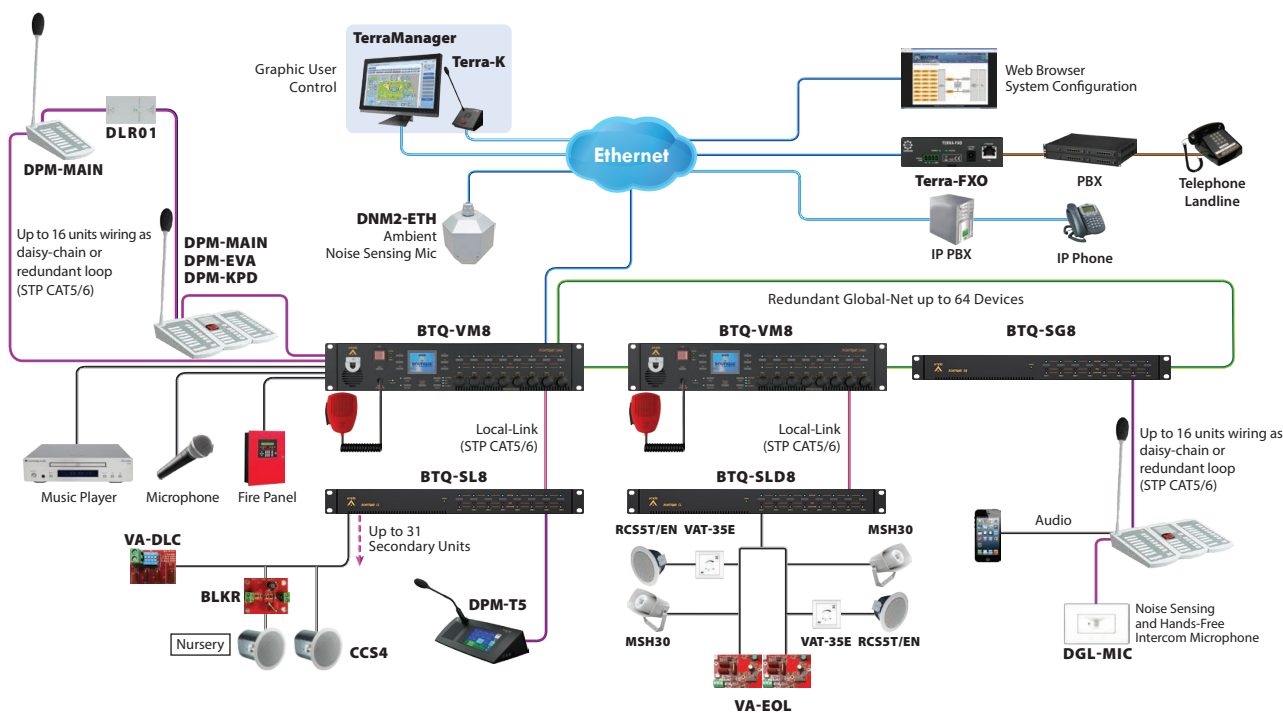 TerraManager
Terra-K
Graphic User
Control
Web Browser
System Configuration
DLR01
DPM-MAIN
Ethernet
TERRA-FXO
Terra-FXO
PBX
Telephone
Landline
DNM2-ETH
Ambient
Noise Sensing Mic
IP PBX
IP Phone
Up to 16 units wiring as
daisy-chain or
redundant loop
(STP CAT5/6)
DPM-MAIN
DPM-EVA
DPM-KPD
Redundant Global-Net up to 64 Devices
BTQ-VM8
BTQ-VM8
BTQ-SG8
Local-Link
(STP CAT5/6)
Local-Link
(STP CAT5/6)
Up to 16 units wiring as
daisy-chain or
redundant loop
(STP CAT5/6)
Music Player
Microphone
Fire Panel
BTQ-SL8
BTQ-SLD8
Up to 31
Secondary Units
VA-DLC
BLKR
Nursery
CCS4
DPM-T5
RCS5T/EN
VAT-35E
MSH30
MSH30
VAT-35E
RCS5T/EN
VA-EOL
Audio
Noise Sensing
and Hands-Free
Intercom Microphone
DGL-MIC